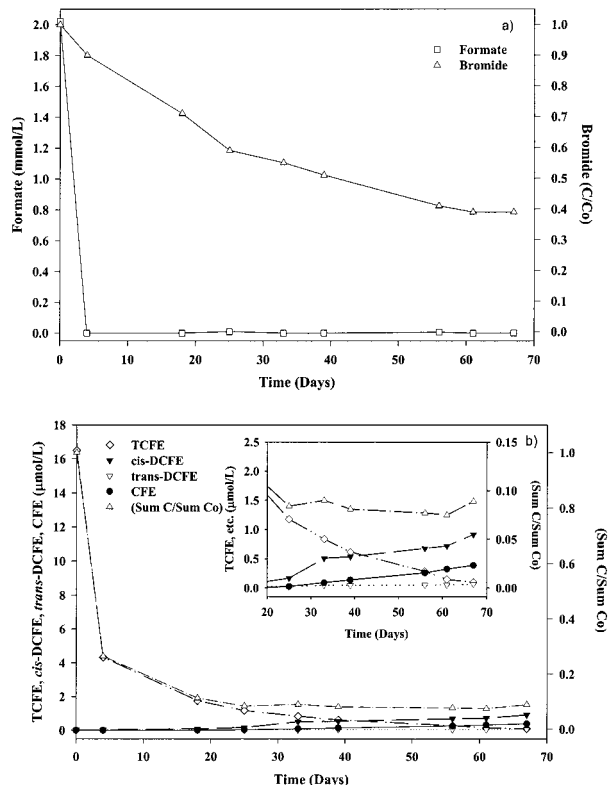 a)
Formate
Bromide
2.0
1.8
1.6
1.4
1.2
1.0
0.8
0.6
0.4
0.2
0.0
Formate (mmol/L)
1.0
0.9
0.8
0.7
0.6
0.5
0.4
0.3
0.2
0.1
0.0
Bromide (C/Co)
0 10 20 30 40 50 60 70
Time (Days)
b)
TCFE
cis-DCFE
trans-DCFE
CFE
(Sum C/Sum Co)
18
16
14
12
10
8
6
4
2
0
TCFE, cis-DCFE, trans-DCFE, CFE (μmol/L)
2.5
2.0
1.5
1.0
0.5
0.0
TCFE, etc. (μmol/L)
0.15
0.10
0.05
0.00
(Sum C/Sum Co)
20 30 40 50 60 70
Time (Days)
1.0
0.8
0.6
0.4
0.2
0.0
(Sum C/Sum Co)
0 10 20 30 40 50 60 70
Time (Days)